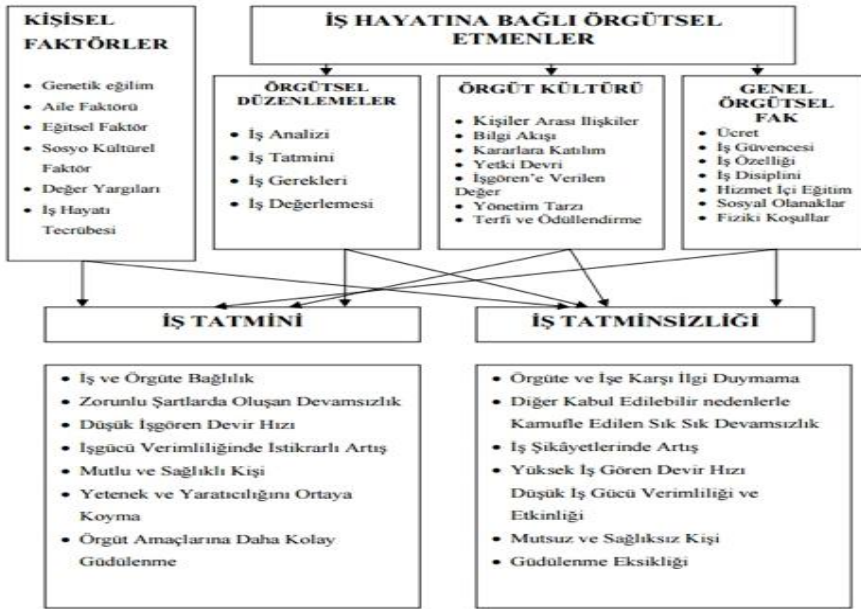 KİŞİSEL
FAKTÖRLER
• Genetik eğilim
• Aile Faktörü
• Eğitsel Faktör
• Sosyo Kültürel
Faktör
• Değer Yargıları
• İş Hayatı
Tecrübesi
İŞ HAYATINA BAĞLI ÖRGÜTSEL
ETMENLER
ÖRGÜTSEL
DÜZENLEMELER
• İş Analizi
• İş Tatmini
• İş Gerekleri
• İş Değerlemesi
ÖRGÜT KÜLTÜRÜ
• Kişiler Arası İlişkiler
• Bilgi Akışı
• Kararlara Katılım
• Yetki Devri
• İşgören'e Verilen
Değer
• Yönetim Tarzı
• Terfi ve Ödüllendirme
GENEL
ÖRGÜTSEL
FAK
• Ücret
• İş Güvencesi
• İş Özelliği
• İş Disiplini
• Hizmet İçi Eğitim
• Sosyal Olanaklar
• Fiziki Koşullar
İŞ TATMİNİ
• İş ve Örgüte Bağlılık
• Zorunlu Şartlarda Oluşan Devamsızlık
• Düşük İşgören Devir Hızı
• İşgücü Verimliliğinde İstikrarlı Artış
• Mutlu ve Sağlıklı Kişi
• Yetenek ve Yaratıcılığını Ortaya
Koyma
• Örgüt Amaçlarına Daha Kolay
Güdülenme
İŞ TATMİNSİZLİĞİ
• Örgüte ve İşe Karşı İlgi Duymama
• Diğer Kabul Edilebilir nedenlerle
Kamufle Edilen Sık Sık Devamsızlık
• İş Şikâyetlerinde Artış
• Yüksek İş Gören Devir Hızı
Düşük İş Gücü Verimliliği ve
Etkinliği
• Mutsuz ve Sağlıksız Kişi
• Güdülenme Eksikliği